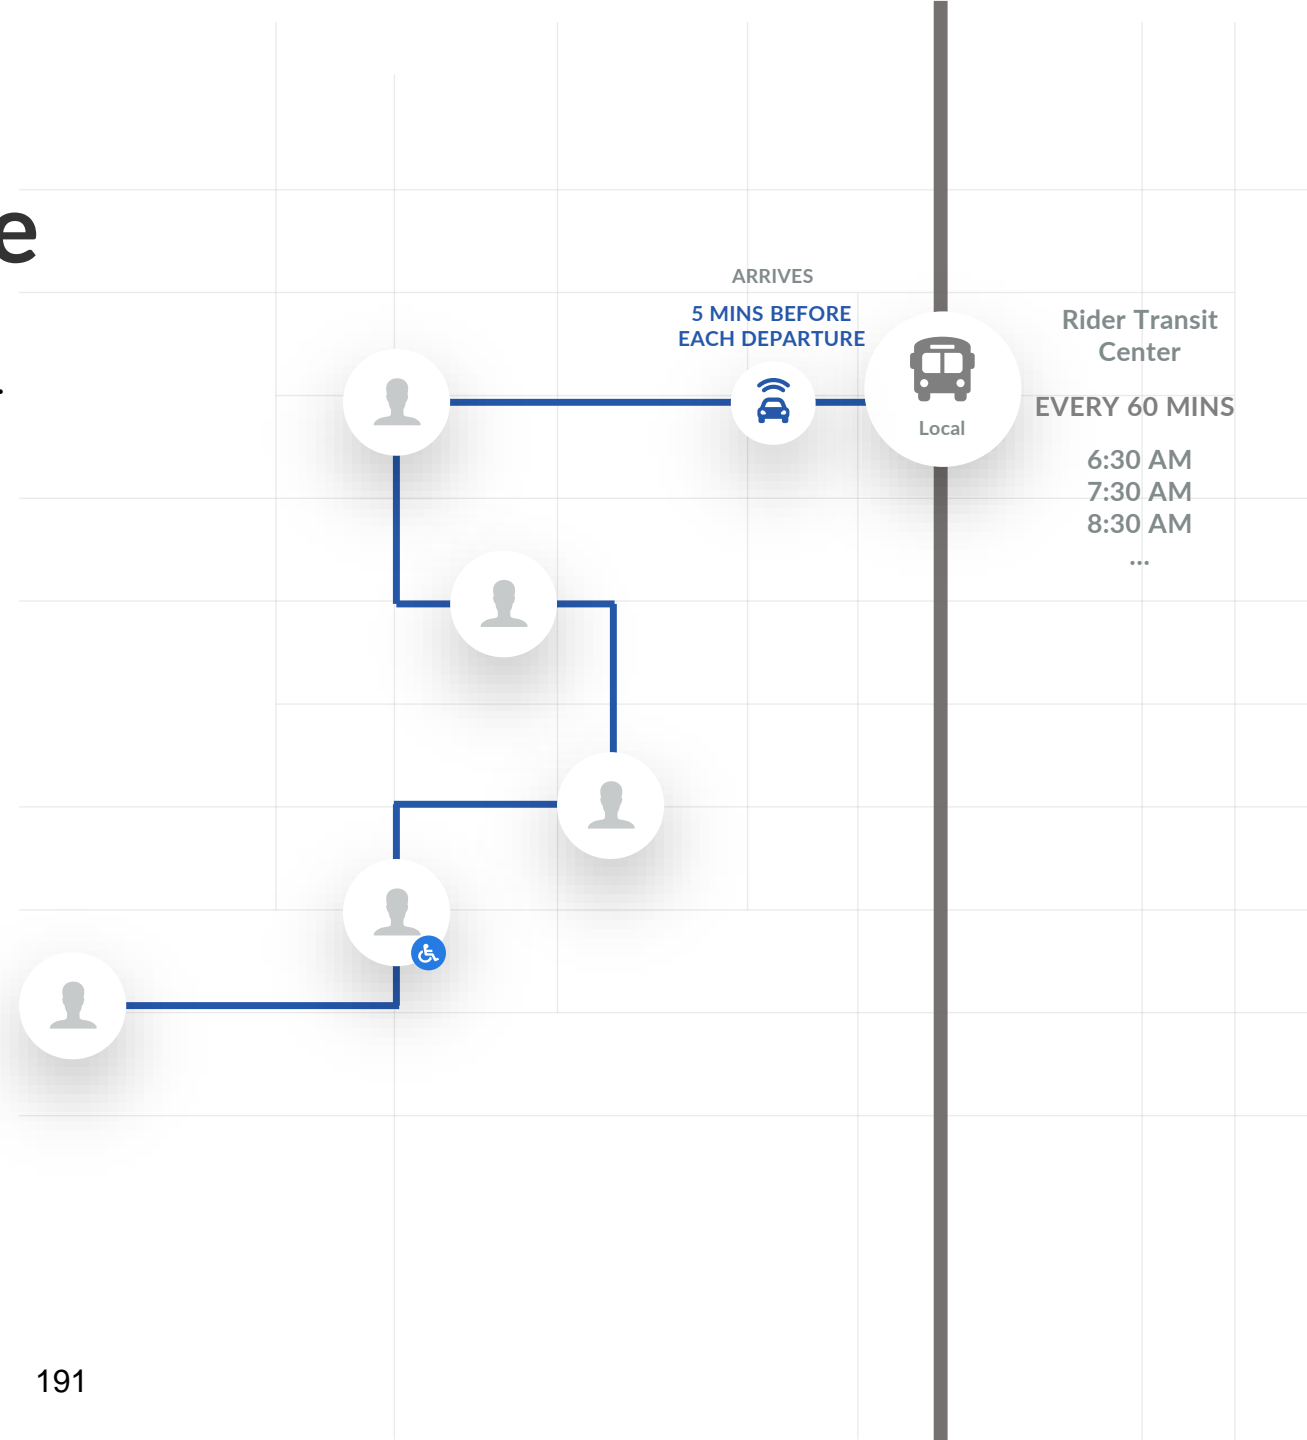 e
.
ARRIVES
5 MINS BEFORE
EACH DEPARTURE
Local
Rider Transit
Center
EVERY 60 MINS
6:30 AM
7:30 AM
8:30 AM
...
191